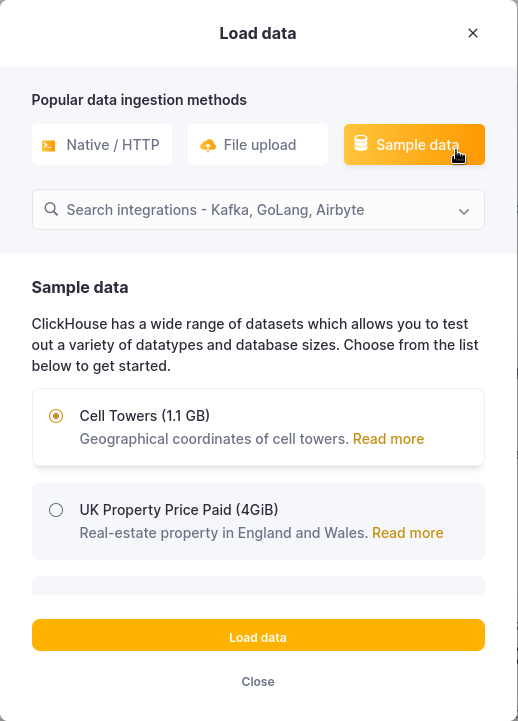 Load data
Popular data ingestion methods
Native / HTTP
File upload
Sample data
Search integrations - Kafka, GoLang, Airbyte
Sample data
ClickHouse has a wide range of datasets which allows you to test
out a variety of datatypes and database sizes. Choose from the list
below to get started.
Cell Towers (1.1 GB)
Geographical coordinates of cell towers. Read more
UK Property Price Paid (4GiB)
Real-estate property in England and Wales. Read more
Load data
Close